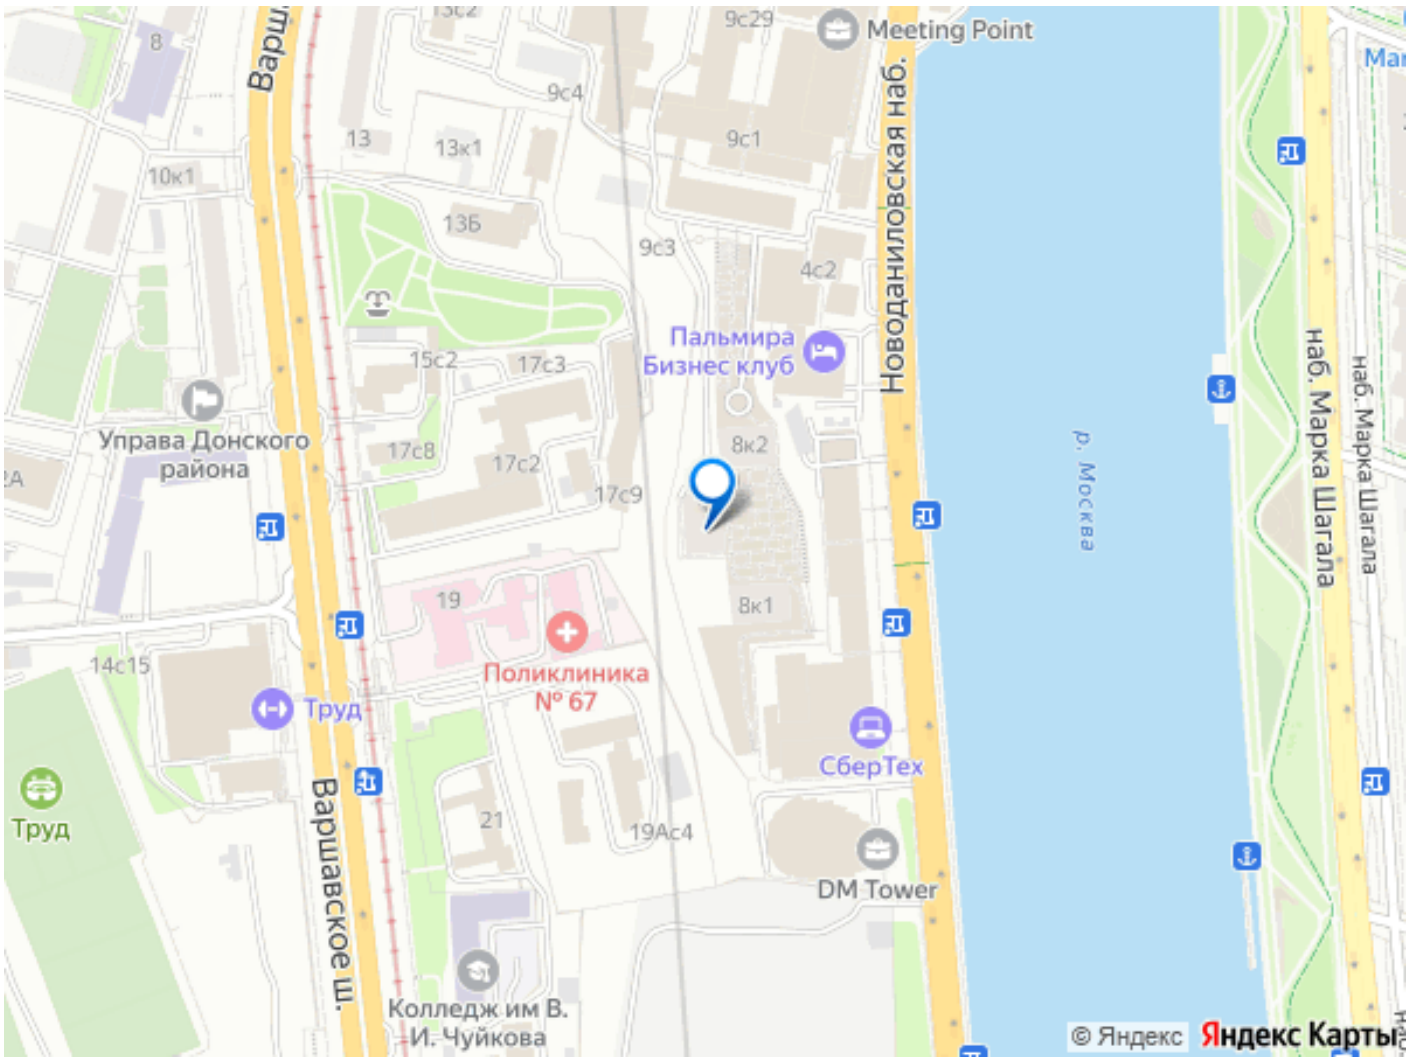 13с2
9с29
Meeting Point
8
Варш
Маг
9с4
Новоданиловская наб.
13
13к1
9с1
10к1
13Б
9с3
4с2
Пальмира
Бизнес клуб
15с2
17с3
наб. Марка Шагала
наб. Марка Шагала
Управа Донского
района
17с8
17с2
8к2
2А
17с9
р. Москва
19
8к1
Поликлиника
№ 67
14с15
Труд
СберТех
Варшавское ш.
Труд
21
19Ас4
DM Tower
Колледж им В.
И. Чуйкова
© Яндекс
Яндекс Карты